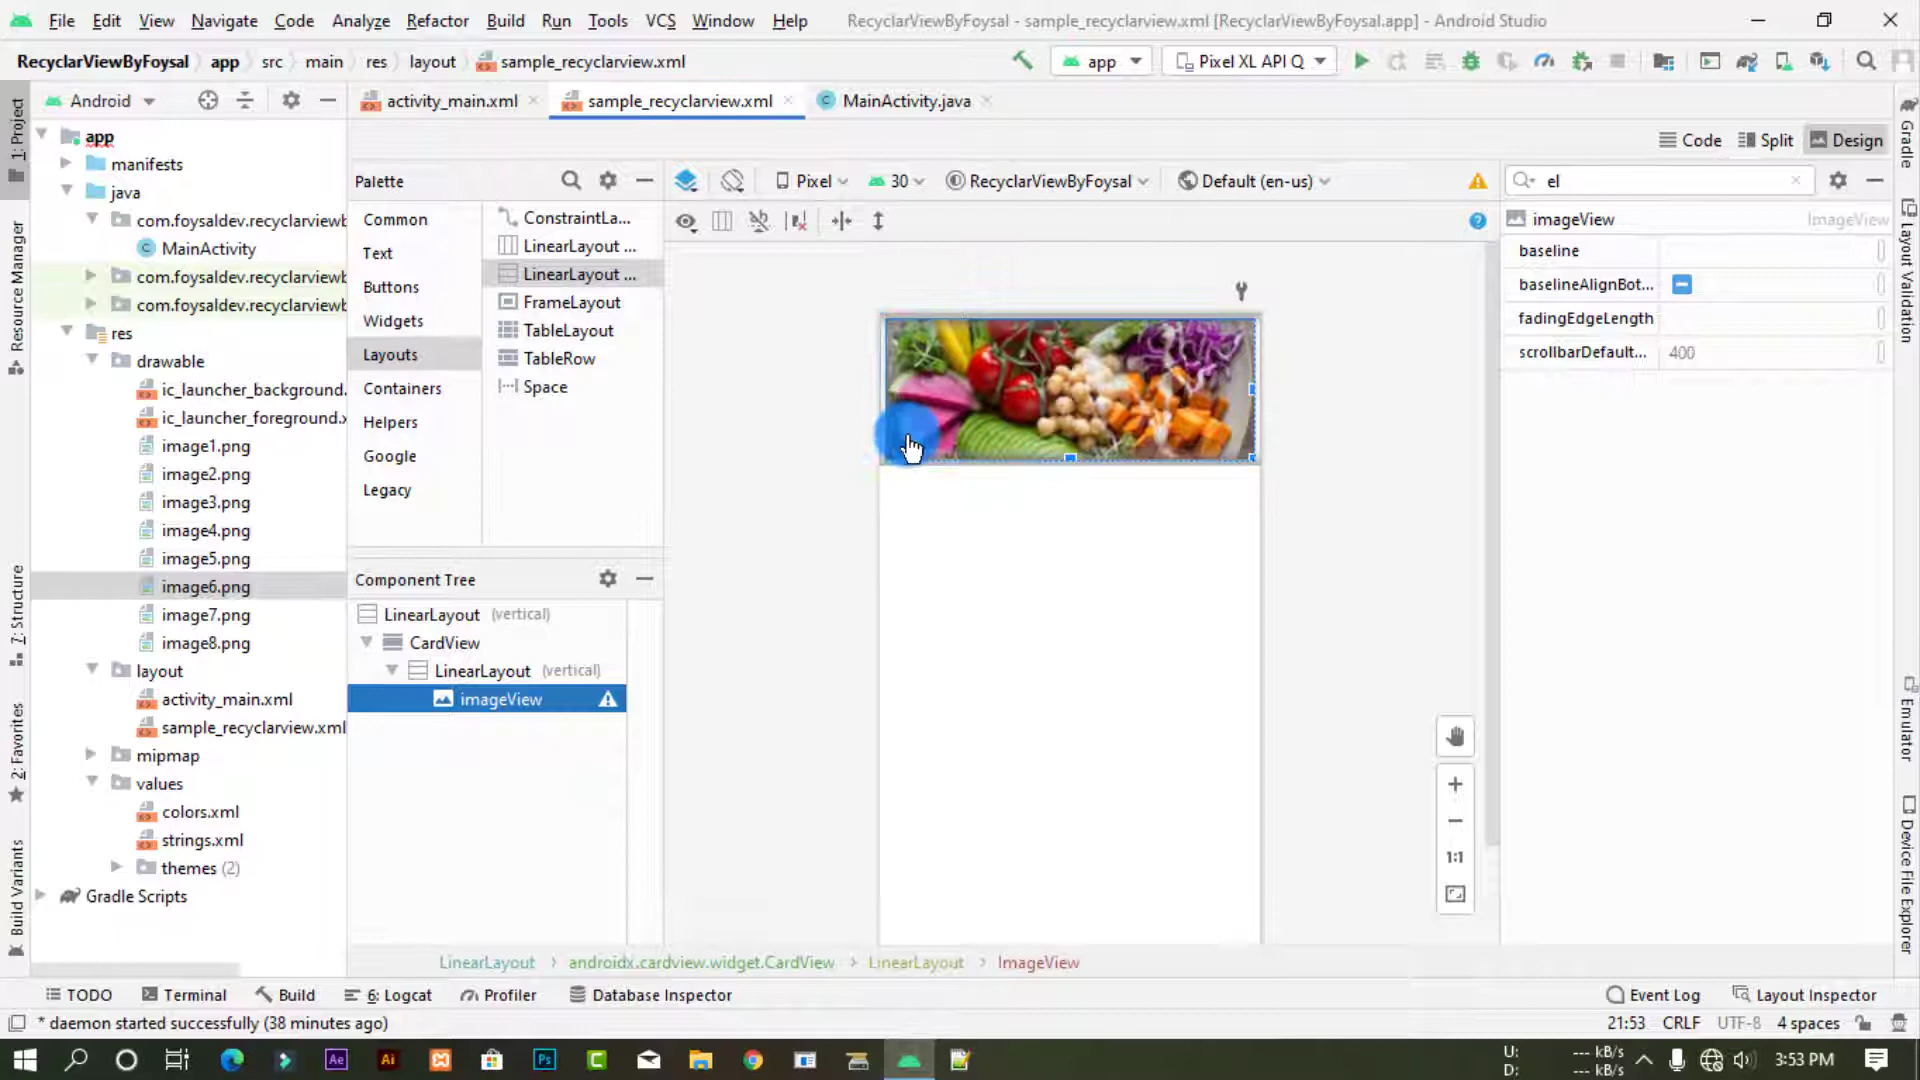 File Edit View Navigate Code Analyze Refactor Build Run Tools VCS Window Help RecyclarViewByFoysal - sample_recyclarview.xml [RecyclarViewByFoysal.app] - Android Studio
RecyclarViewByFoysal app src main res layout sample_recyclarview.xml app Pixel XL API Q
Android activity_main.xml sample_recyclarview.xml MainActivity.java
Code Split Design
Palette Pixel 30 RecyclarViewByFoysal Default (en-us) el
Common
Text
Buttons
Widgets
Layouts
Containers
Helpers
Google
Legacy
ConstraintLa...
LinearLayout ...
LinearLayout ...
FrameLayout
TableLayout
TableRow
Space
app
manifests
java
com.foysaldev.recyclarviewb
MainActivity
com.foysaldev.recyclarviewb
com.foysaldev.recyclarviewb
res
drawable
ic_launcher_background.
ic_launcher_foreground.x
image1.png
image2.png
image3.png
image4.png
image5.png
image6.png
image7.png
image8.png
layout
activity_main.xml
sample_recyclarview.xml
mipmap
values
colors.xml
strings.xml
themes (2)
Gradle Scripts
Component Tree
LinearLayout (vertical)
CardView
LinearLayout (vertical)
imageView
imageView ImageView
baseline
baselineAlignBot...
fadingEdgeLength
scrollbarDefault... 400
1:1
1: Project
Resource Manager
7: Structure
2: Favorites
Build Variants
Gradle
Layout Validation
Emulator
Device File Explorer
LinearLayout androidx.cardview.widget.CardView LinearLayout ImageView
TODO Terminal Build 6: Logcat Profiler Database Inspector Event Log Layout Inspector
* daemon started successfully (38 minutes ago) 21:53 CRLF UTF-8 4 spaces
Ae Ai Ps C
U: --- kB/s
D: --- kB/s
3:53 PM